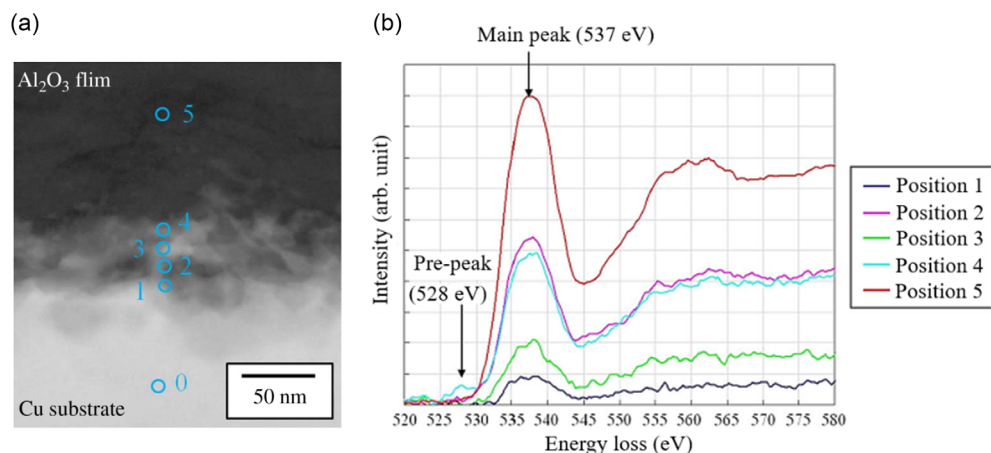 (a)
Al2O3 flim
5
4
3
2
1
0
Cu substrate
50 nm
(b)
Main peak (537 eV)
Pre-peak
(528 eV)
Intensity (arb. unit)
520 525 530 535 540 545 550 555 560 565 570 575 580
Energy loss (eV)
Position 1
Position 2
Position 3
Position 4
Position 5